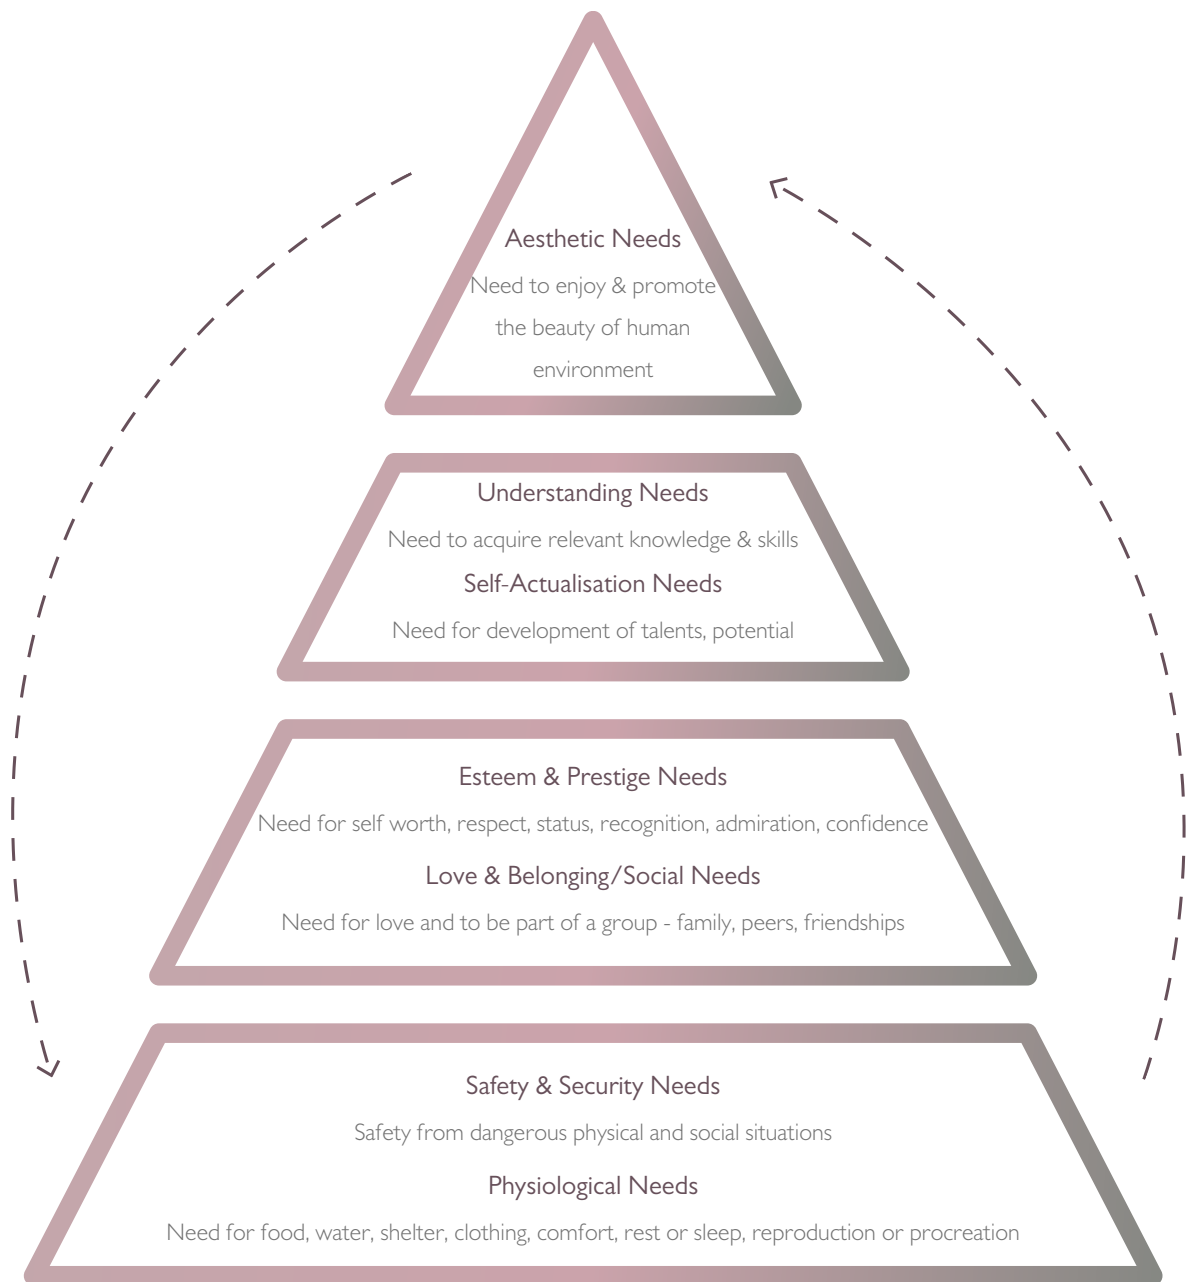 Aesthetic Needs
Need to enjoy & promote
the beauty of human
environment
Understanding Needs
Need to acquire relevant knowledge & skills
Self-Actualisation Needs
Need for development of talents, potential
Esteem & Prestige Needs
Need for self worth, respect, status, recognition, admiration, confidence
Love & Belonging/Social Needs
Need for love and to be part of a group - family, peers, friendships
Safety & Security Needs
Safety from dangerous physical and social situations
Physiological Needs
Need for food, water, shelter, clothing, comfort, rest or sleep, reproduction or procreation